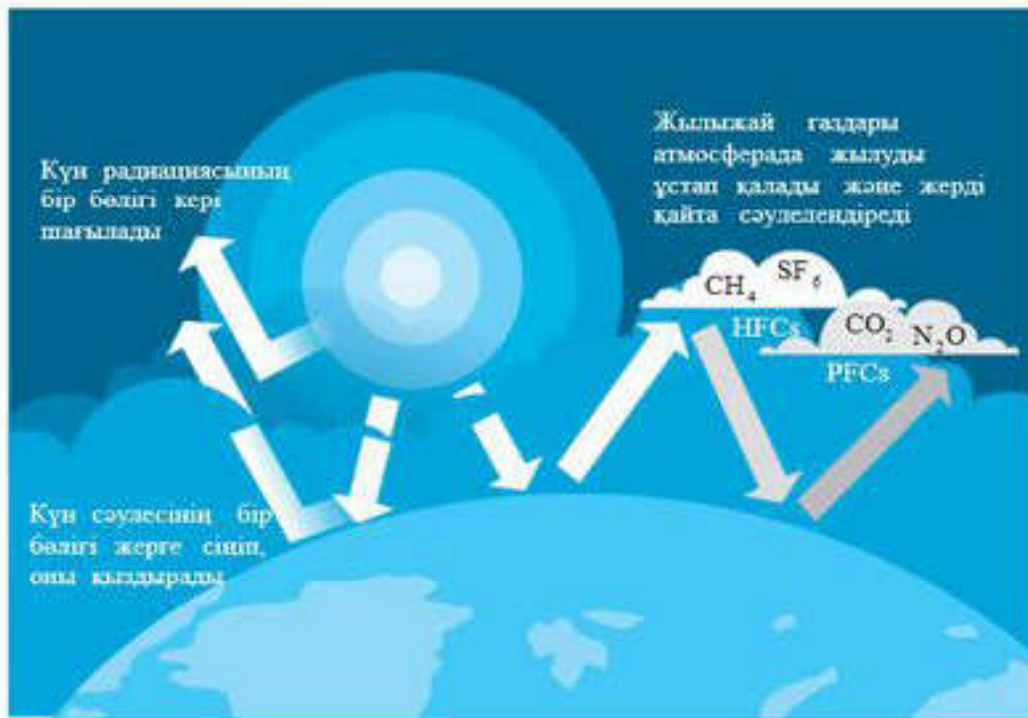 Күн радиациясының
бір бөлігі кері
шағылады
Жылыжай газдары
атмосферада жылуды
ұстап қалады және жерді
қайта сәулелендіреді
CH₄ SF₆
HFCs
CO₂ N₂O
PFCs
Күн сәулесінің бір
бөлігі жерге сіңіп,
оны қыздырады